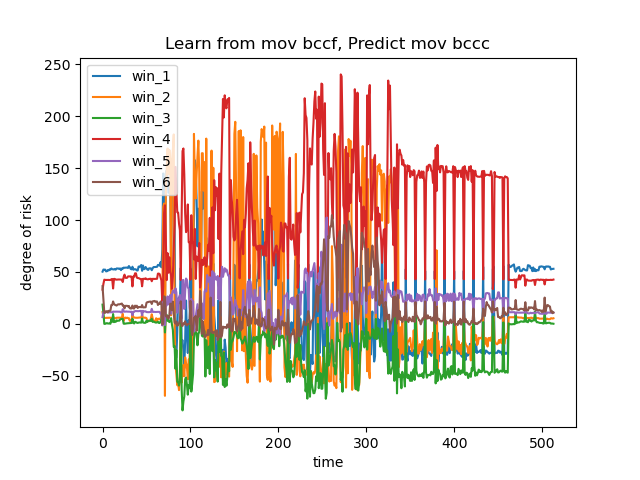 Learn from mov bccf, Predict mov bccc
degree of risk
250
200
150
100
50
0
−50
win_1
win_2
win_3
win_4
win_5
win_6
0 100 200 300 400 500
time